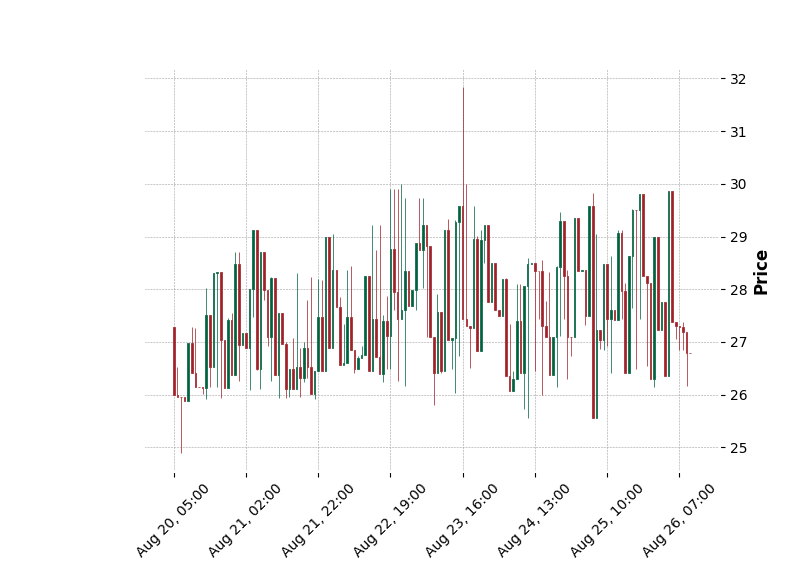 32
31
30
29
28
27
26
25
Price
Aug 20, 05:00
Aug 21, 02:00
Aug 21, 22:00
Aug 22, 19:00
Aug 23, 16:00
Aug 24, 13:00
Aug 25, 10:00
Aug 26, 07:00